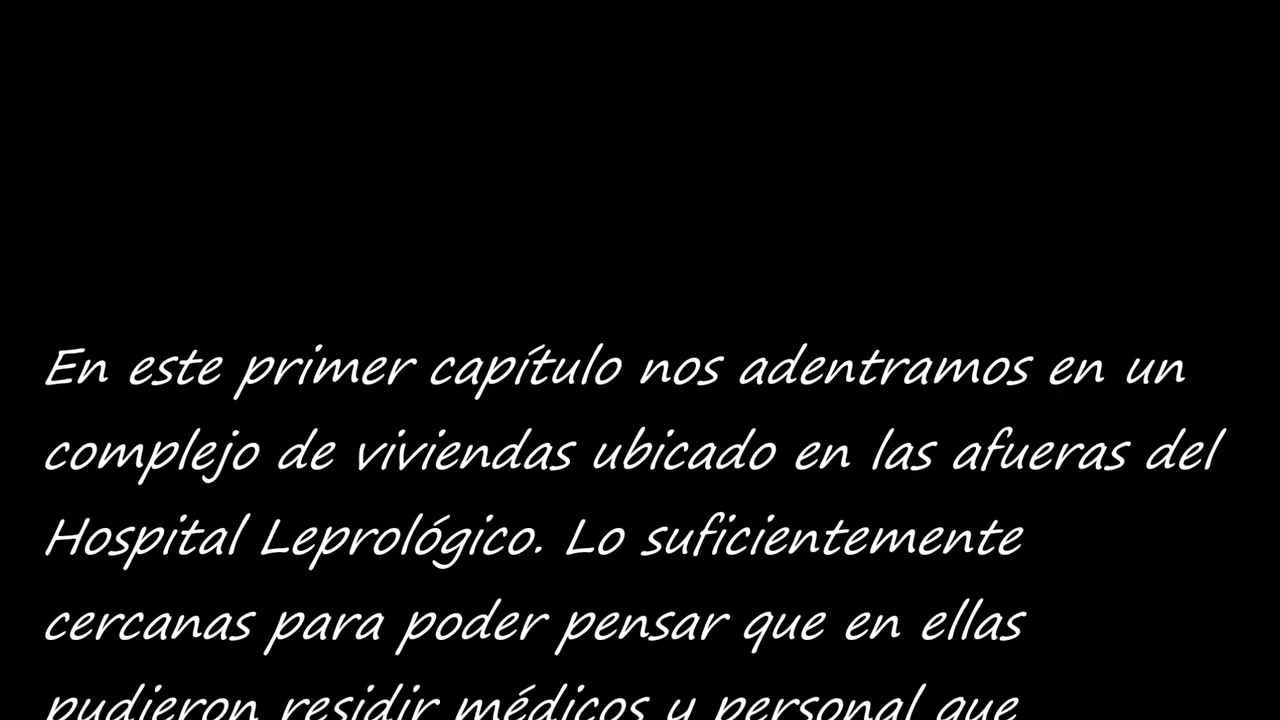 En este primer capítulo nos adentramos en un
complejo de viviendas ubicado en las afueras del
Hospital Leprológico. Lo suficientemente
cercanas para poder pensar que en ellas
pudieron residir médicos y personal que